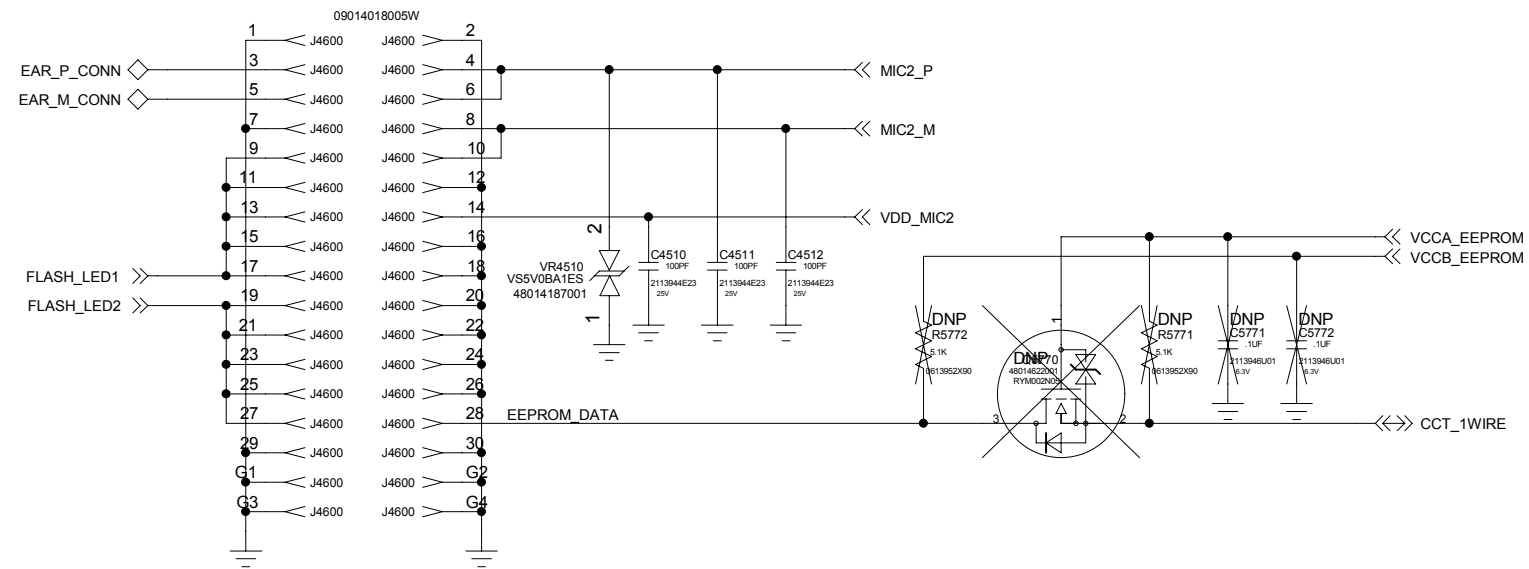 09014018005W
1 J4600 J4600 2
EAR_P_CONN 3 J4600 J4600 4 MIC2_P
EAR_M_CONN 5 J4600 J4600 6
7 J4600 J4600 8 MIC2_M
9 J4600 J4600 10
11 J4600 J4600 12
13 J4600 J4600 14 VDD_MIC2
15 J4600 J4600 16
FLASH_LED1 17 J4600 J4600 18
FLASH_LED2 19 J4600 J4600 20
21 J4600 J4600 22
23 J4600 J4600 24
25 J4600 J4600 26
27 J4600 J4600 28 EEPROM_DATA
29 J4600 J4600 30
G1 J4600 J4600 G2
G3 J4600 J4600 G4
2
VR4510
VS5V0BA1ES
48014187001
1
C4510
100PF
2113944E23
25V
C4511
100PF
2113944E23
25V
C4512
100PF
2113944E23
25V
VCCA_EEPROM
VCCB_EEPROM
DNP
R5772
5.1K
0613952X90
1
DNP
48014622001
RYM002N05
3
2
DNP
R5771
5.1K
0613952X90
DNP
C5771
.1UF
2113946U01
6.3V
DNP
C5772
.1UF
2113946U01
6.3V
CCT_1WIRE